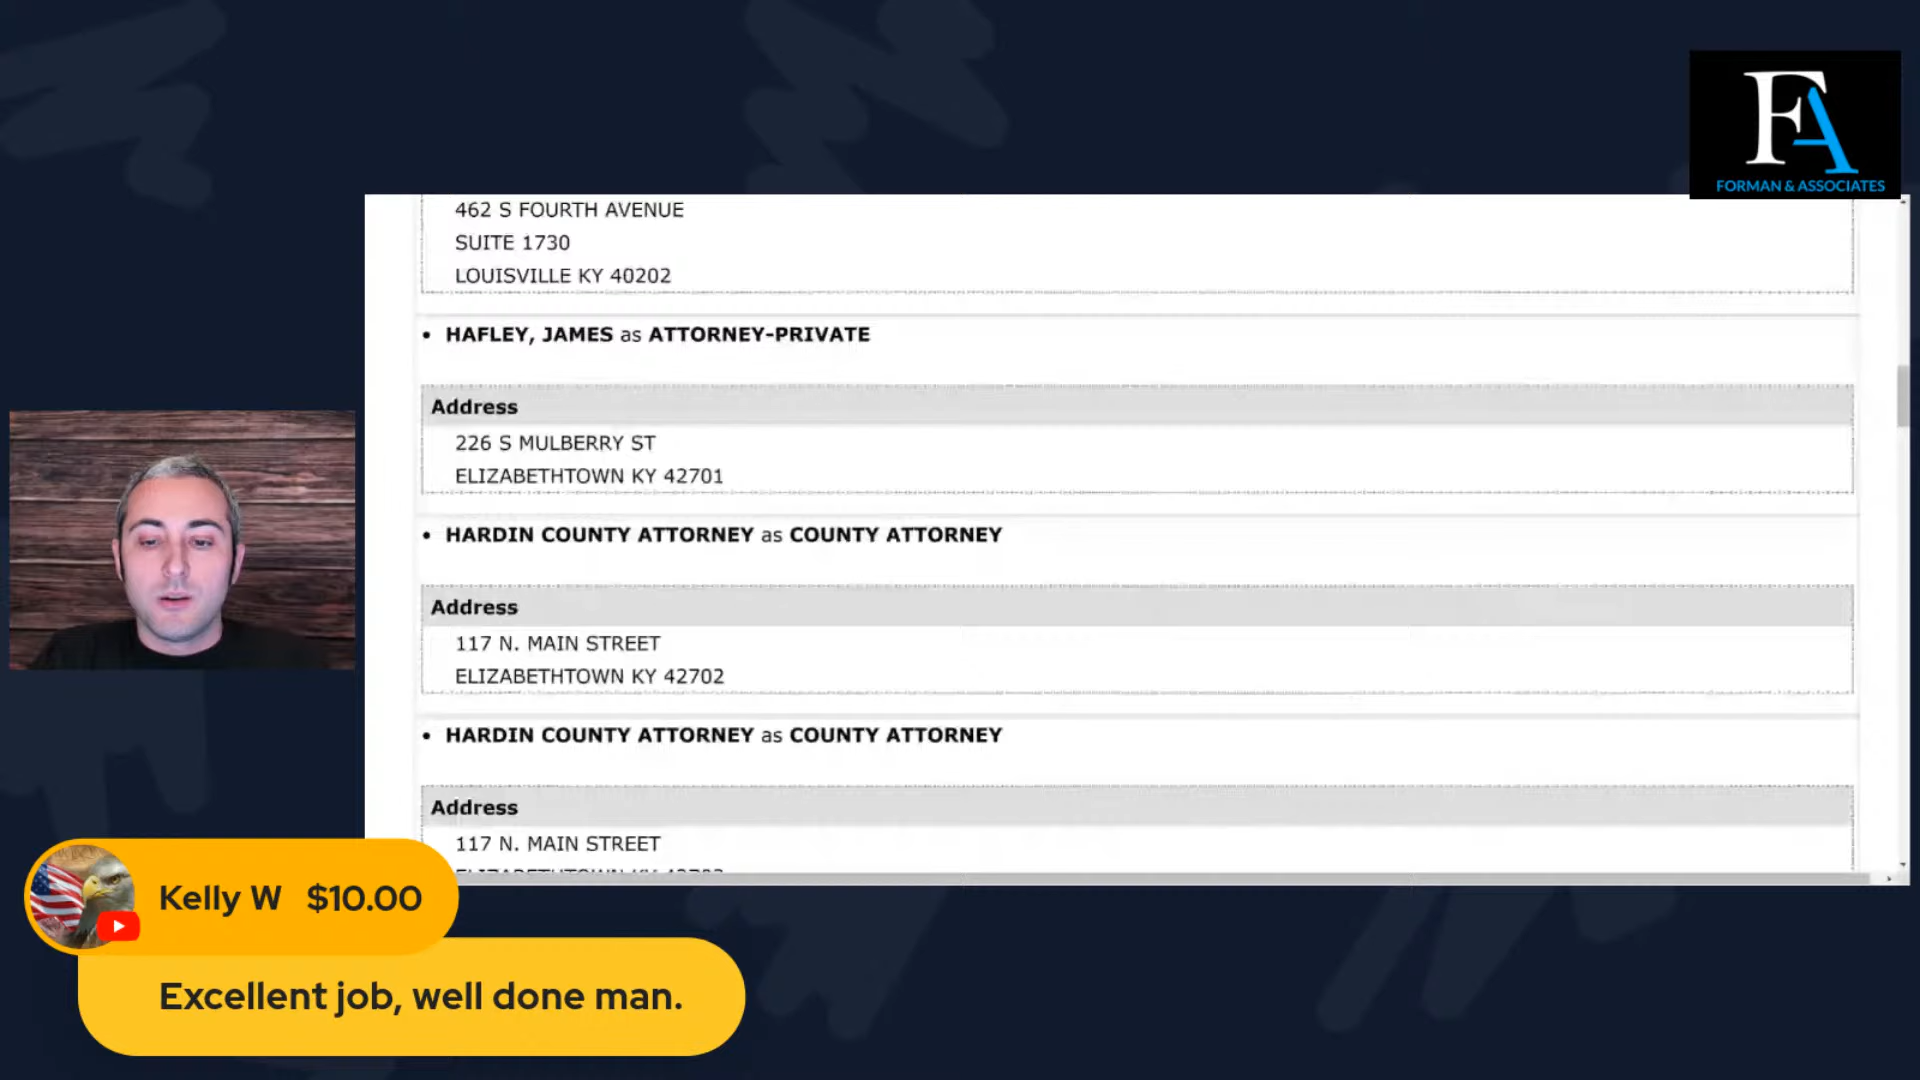 FA
FORMAN & ASSOCIATES
462 S FOURTH AVENUE
SUITE 1730
LOUISVILLE KY 40202
• HAFLEY, JAMES as ATTORNEY-PRIVATE
Address
226 S MULBERRY ST
ELIZABETHTOWN KY 42701
• HARDIN COUNTY ATTORNEY as COUNTY ATTORNEY
Address
117 N. MAIN STREET
ELIZABETHTOWN KY 42702
• HARDIN COUNTY ATTORNEY as COUNTY ATTORNEY
Address
117 N. MAIN STREET
Kelly W $10.00
Excellent job, well done man.